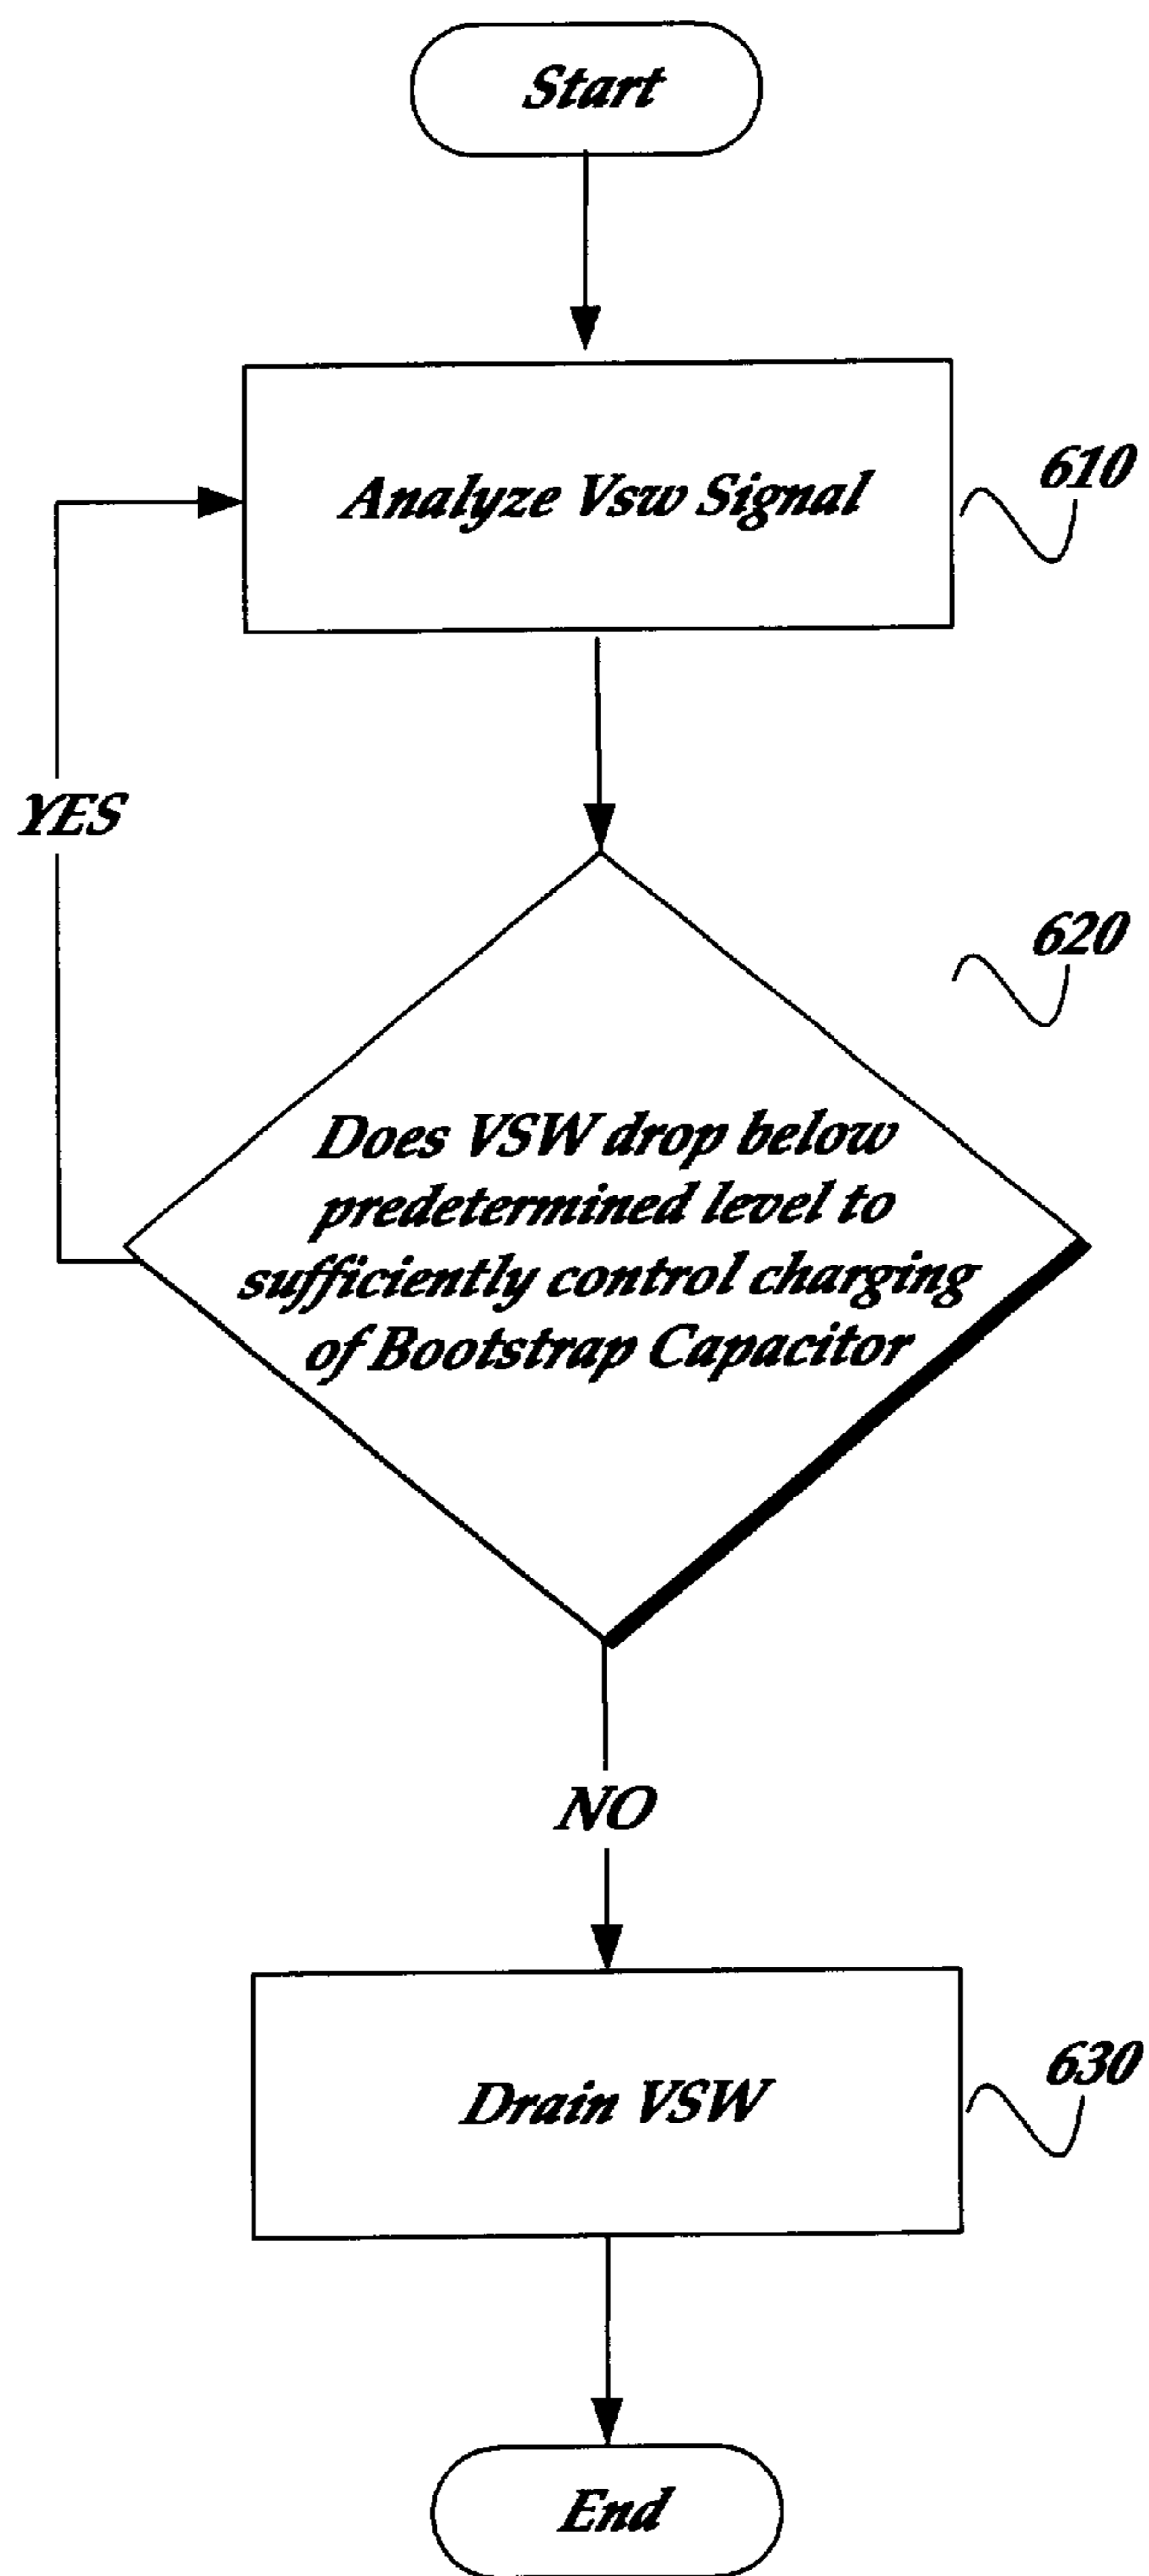 Start
Analyze Vsw Signal
610
YES
620
Does VSW drop below
predetermined level to
sufficiently control charging
of Bootstrap Capacitor
NO
Drain VSW
630
End